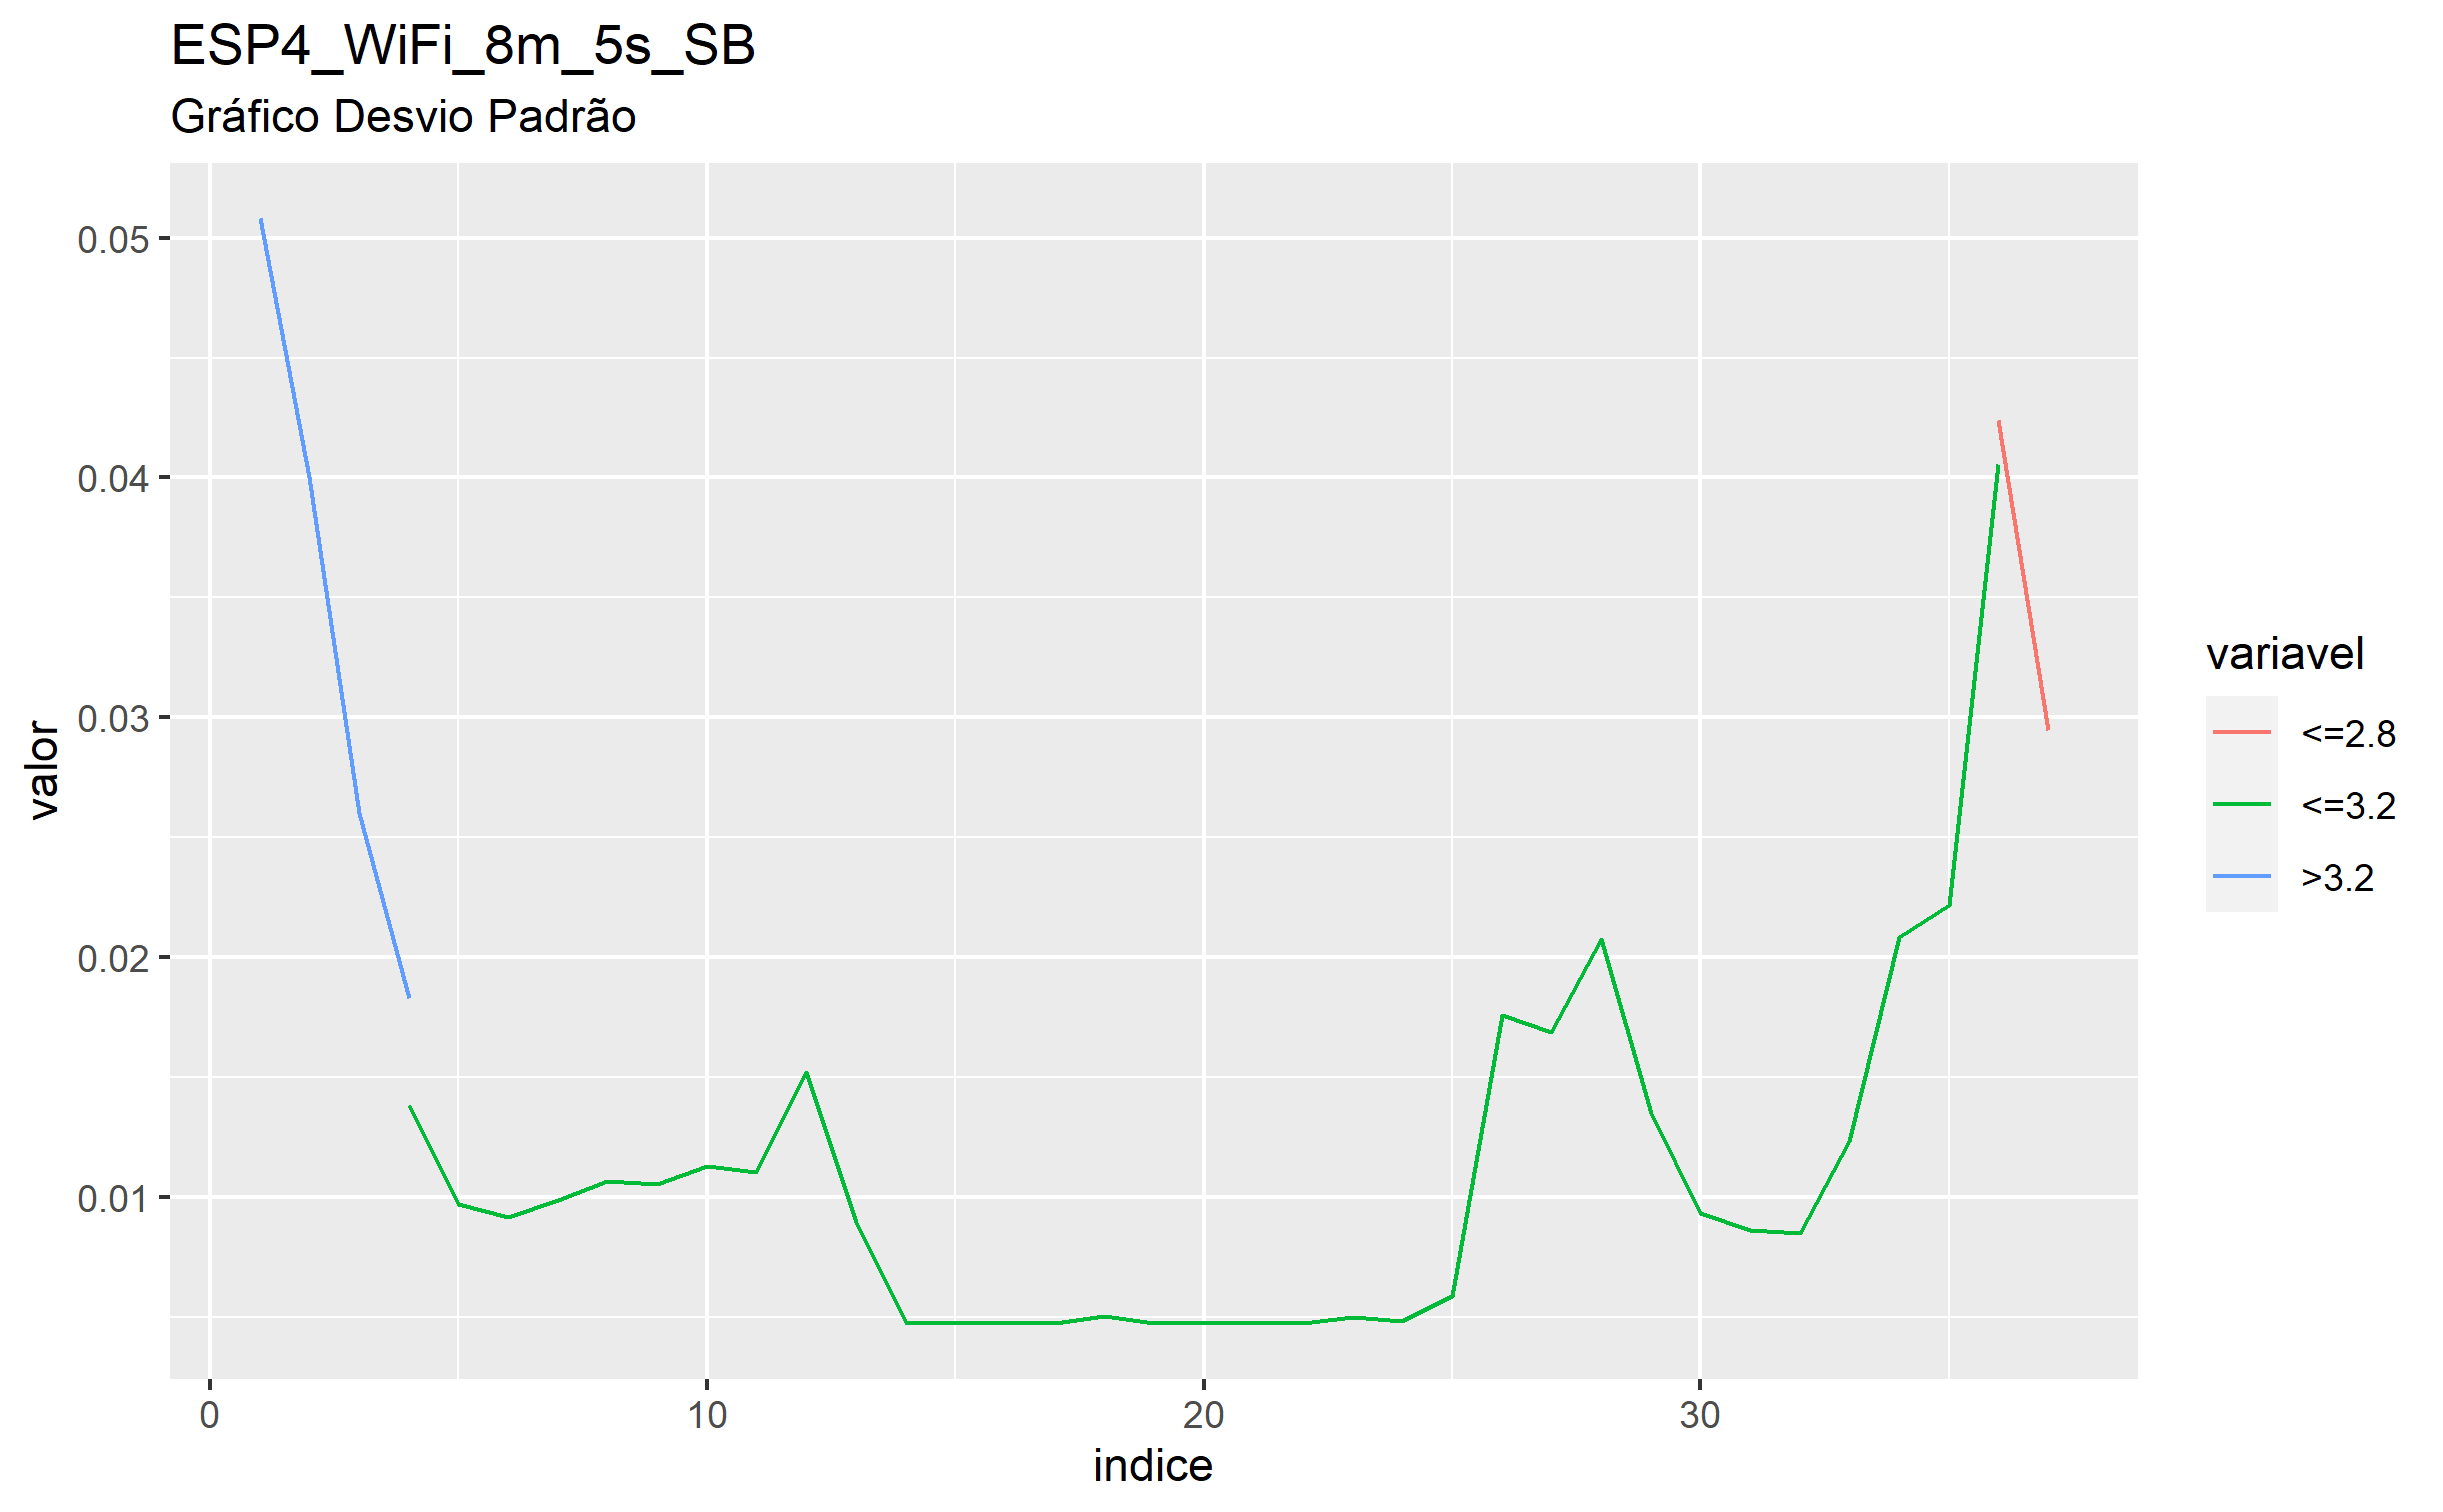 ESP4_WiFi_8m_5s_SB
Gráfico Desvio Padrão
valor
0.05
0.04
0.03
0.02
0.01
0
10
20
30
indice
variavel
<=2.8
<=3.2
>3.2